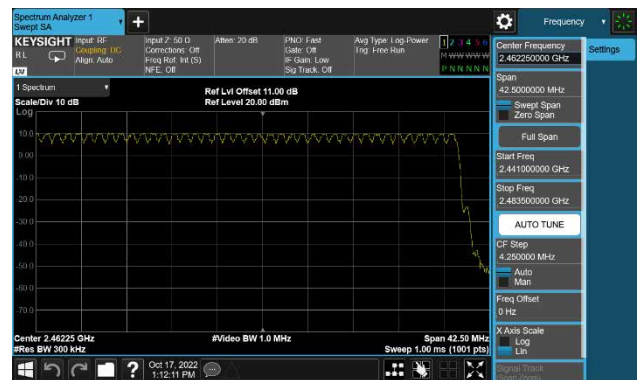 Spectrum Analyzer 1
Swept SA
Frequency
KEYSIGHT
RL
Input: RF
Coupling: DC
Align: Auto
Input Z: 50 Ω
Corrections: Off
Freq Ref: Int (S)
NFE: Off
Atten: 20 dB
PNO: Fast
Gate: Off
IF Gain: Low
Sig Track: Off
Avg Type: Log-Power
Trig: Free Run
1 2 3 4 5 6
M W W W W W
P N N N N N
Center Frequency
2.462250000 GHz
Settings
Span
42.5000000 MHz
Swept Span
Zero Span
Full Span
Start Freq
2.441000000 GHz
Stop Freq
2.483500000 GHz
AUTO TUNE
CF Step
4.250000 MHz
Auto
Man
Freq Offset
0 Hz
X Axis Scale
Log
Lin
Signal Track
(Span Zoom)
1 Spectrum
Scale/Div 10 dB
Ref Lvl Offset 11.00 dB
Ref Level 20.00 dBm
Log
10.0
0.00
-10.0
-20.0
-30.0
-40.0
-50.0
-60.0
-70.0
Center 2.46225 GHz
#Res BW 300 kHz
#Video BW 1.0 MHz
Span 42.50 MHz
Sweep 1.00 ms (1001 pts)
?
Oct 17, 2022
1:12:11 PM